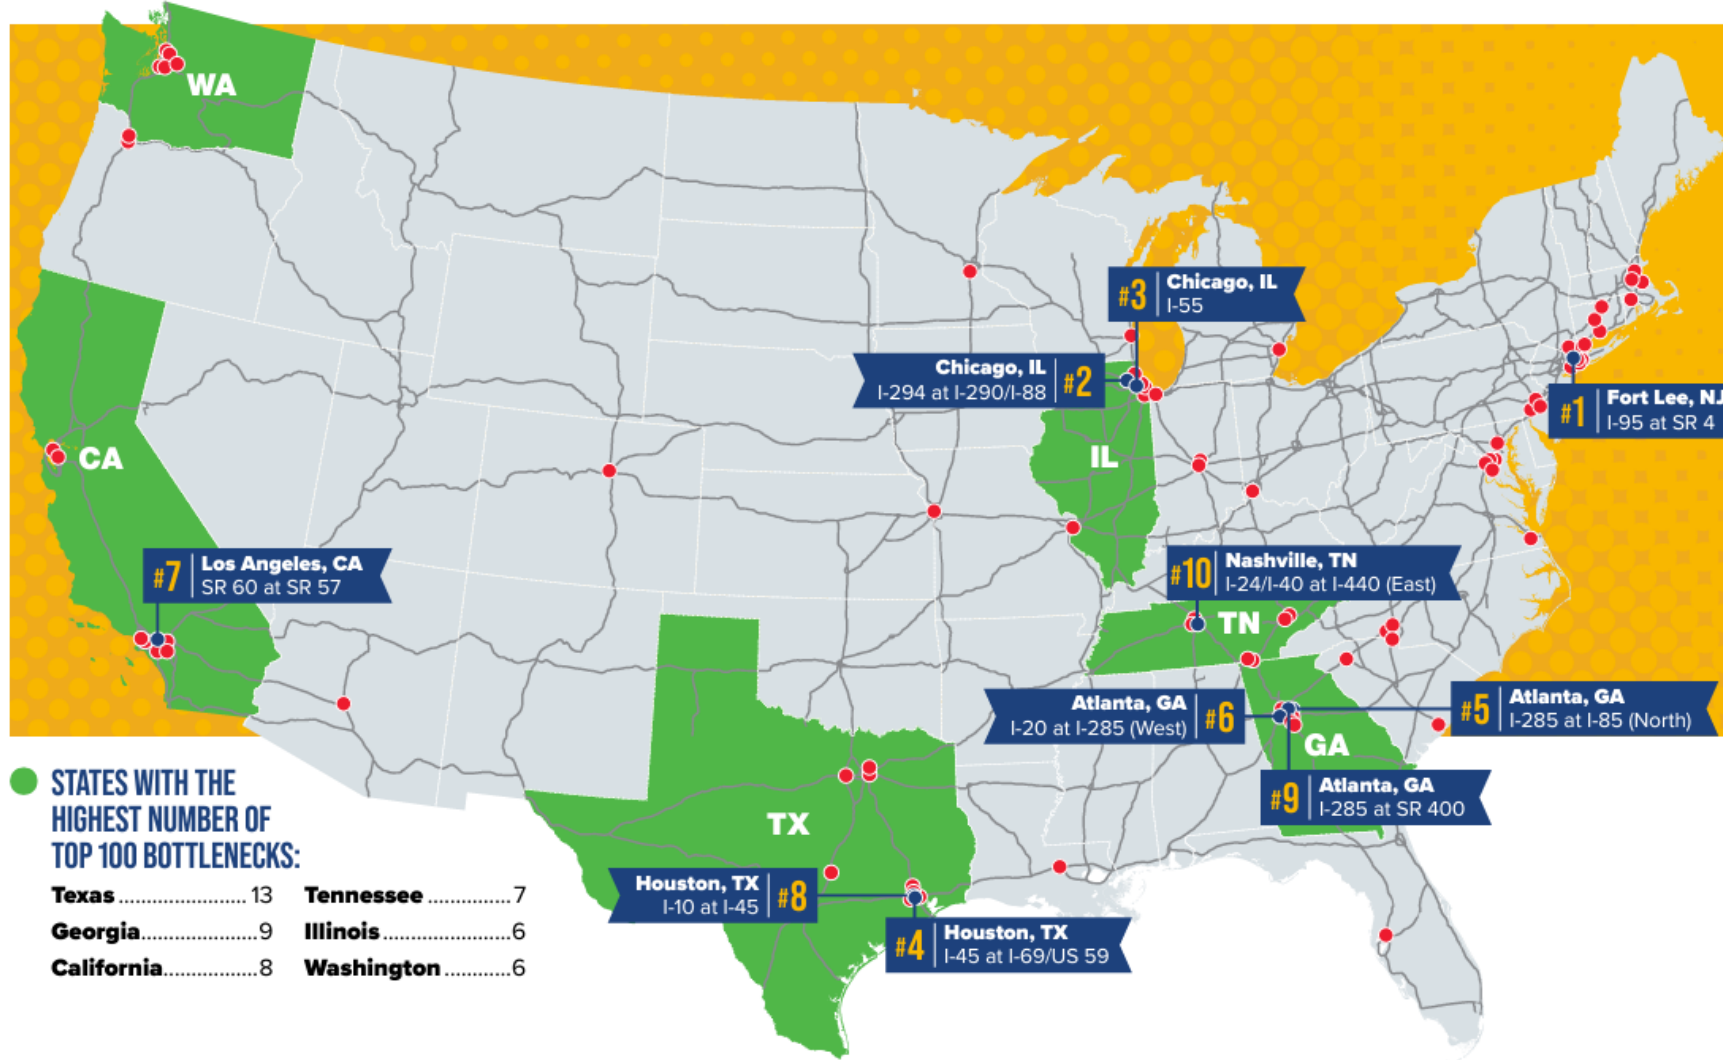 WA
#3 Chicago, IL
I-55
Chicago, IL #2
I-294 at I-290/I-88
#1 Fort Lee, NJ
I-95 at SR 4
CA
IL
#7 Los Angeles, CA
SR 60 at SR 57
#10 Nashville, TN
I-24/I-40 at I-440 (East)
TN
Atlanta, GA #6
I-20 at I-285 (West)
#5 Atlanta, GA
I-285 at I-85 (North)
GA
#9 Atlanta, GA
I-285 at SR 400
TX
Houston, TX #8
I-10 at I-45
#4 Houston, TX
I-45 at I-69/US 59
STATES WITH THE
HIGHEST NUMBER OF
TOP 100 BOTTLENECKS:
Texas ..................... 13 Tennessee .............. 7
Georgia ................... 9 Illinois ..................... 6
California ................ 8 Washington ........... 6